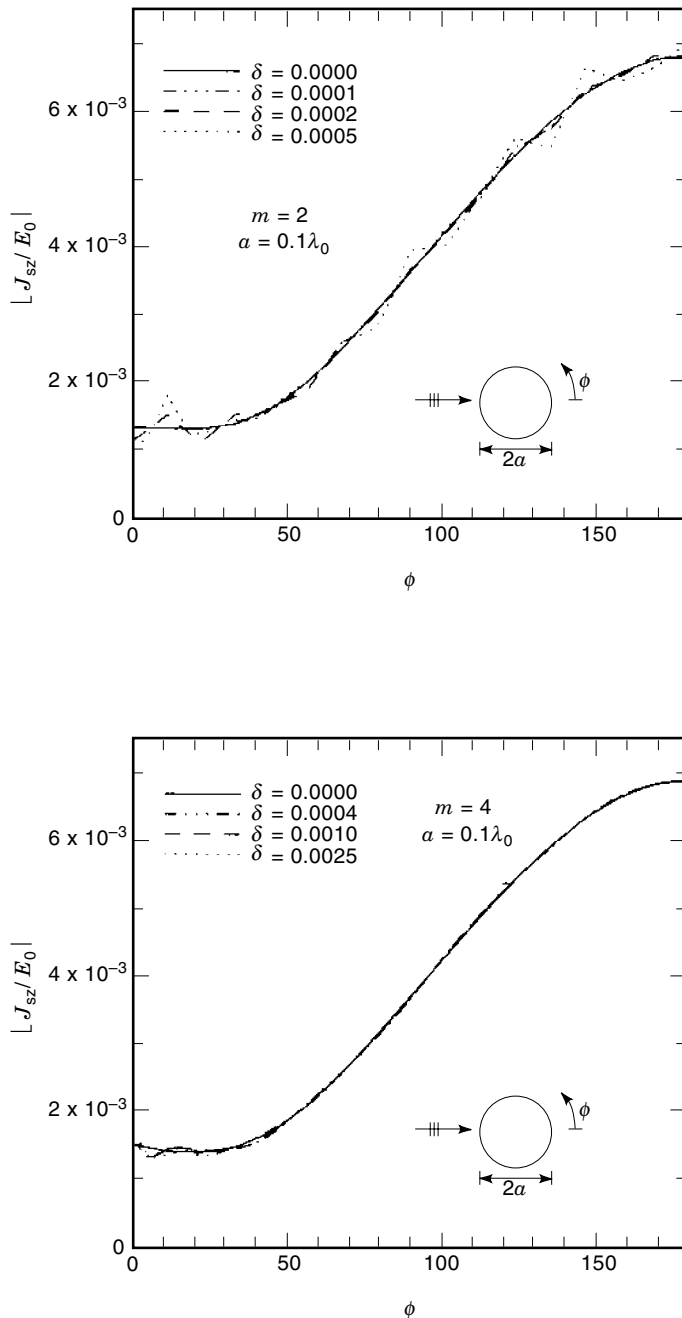 δ = 0.0000
δ = 0.0001
δ = 0.0002
δ = 0.0005
6 x 10⁻³
m = 2
a = 0.1λ₀
4 x 10⁻³
| J_sz / E₀ |
2 x 10⁻³
ϕ
2a
0
0 50 100 150
ϕ
δ = 0.0000
δ = 0.0004
δ = 0.0010
δ = 0.0025
m = 4
a = 0.1λ₀
6 x 10⁻³
4 x 10⁻³
| J_sz / E₀ |
2 x 10⁻³
ϕ
2a
0
0 50 100 150
ϕ